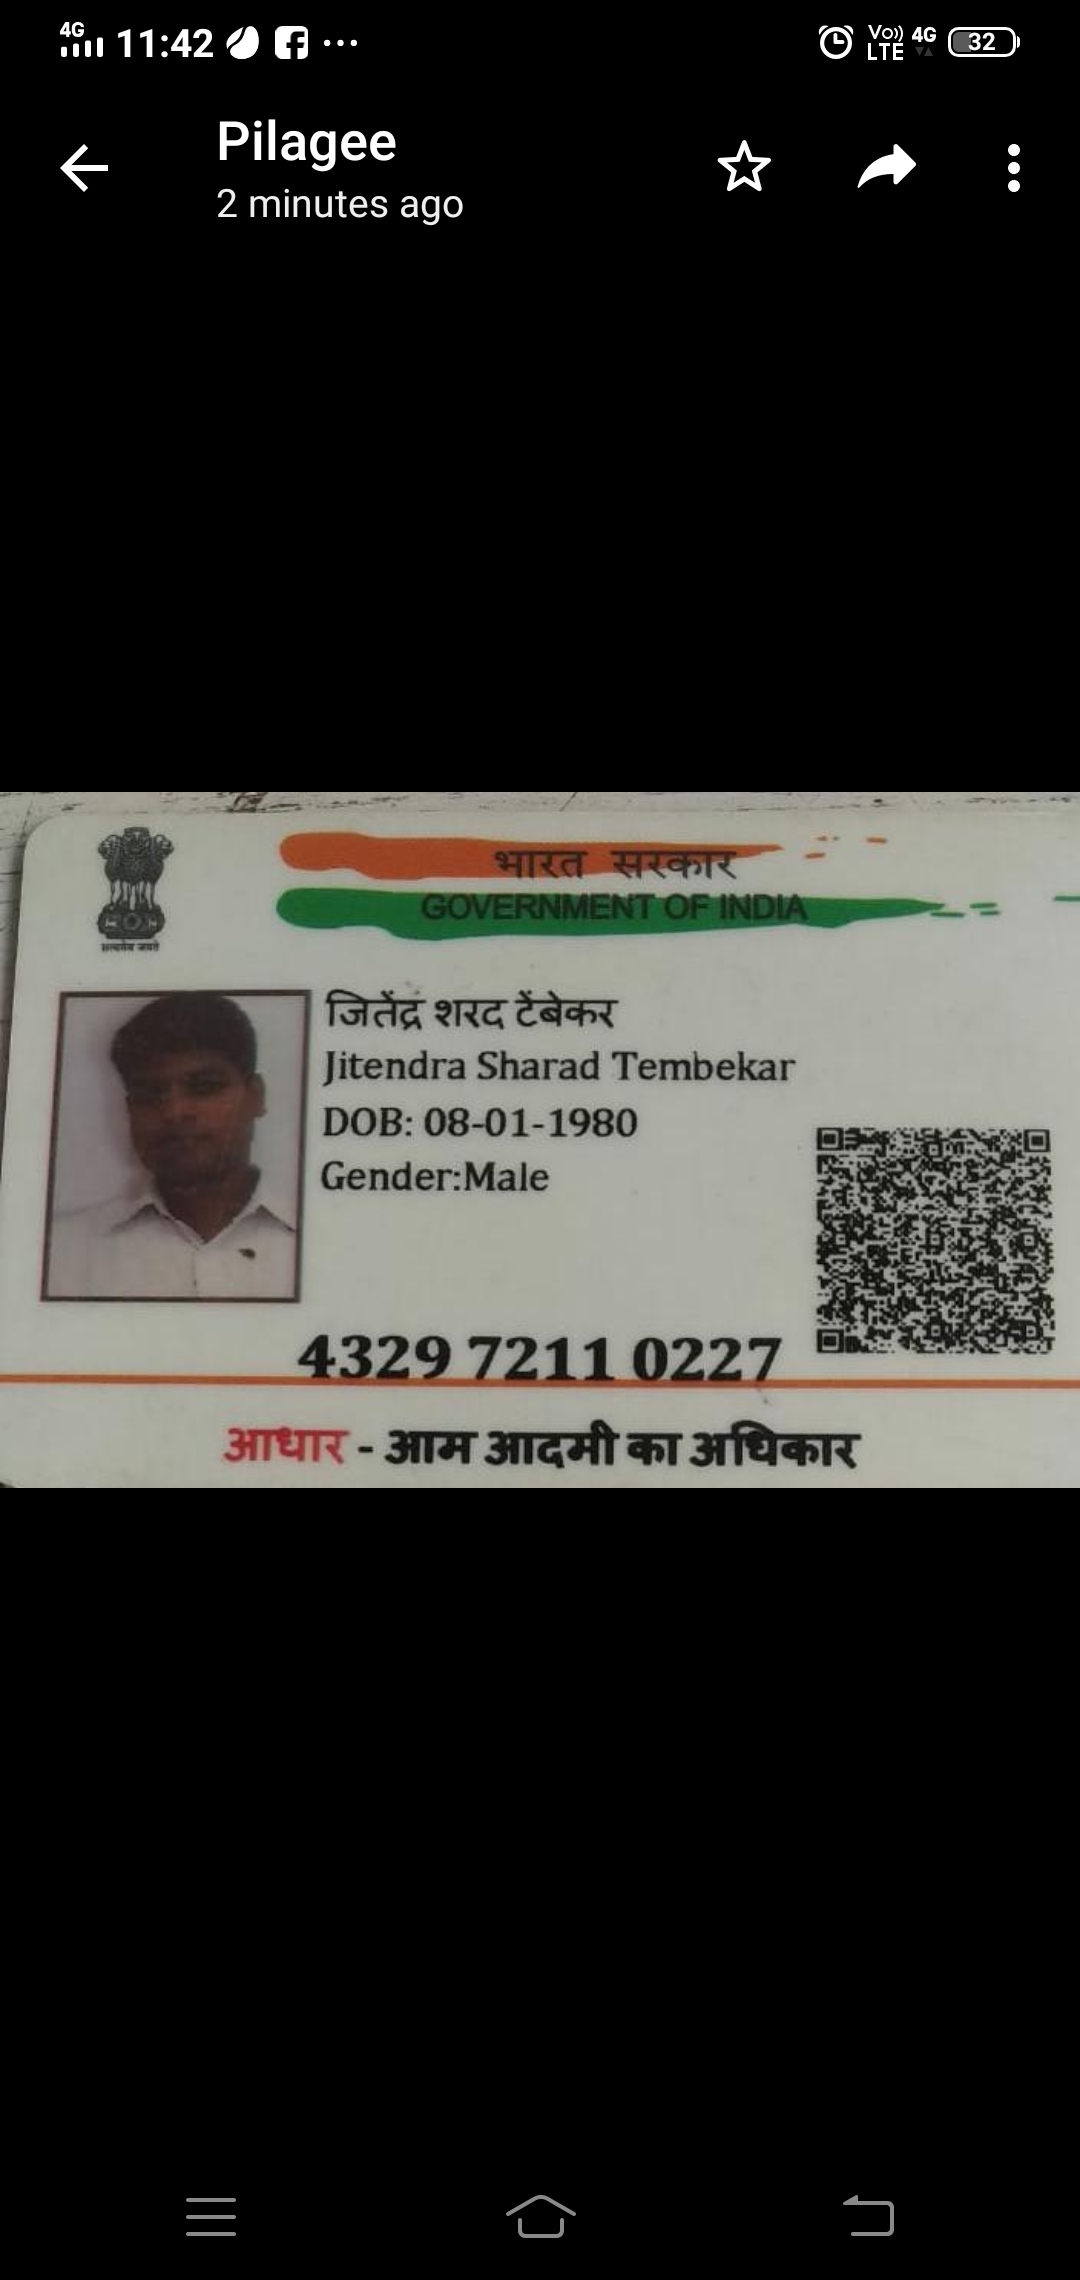 4G 11:42 Vo)) LTE 4G 32
Pilagee
2 minutes ago
सत्यमेव जयते
भारत सरकार
GOVERNMENT OF INDIA
जितेंद्र शरद टेंबेकर
Jitendra Sharad Tembekar
DOB: 08-01-1980
Gender:Male
4329 7211 0227
आधार - आम आदमी का अधिकार